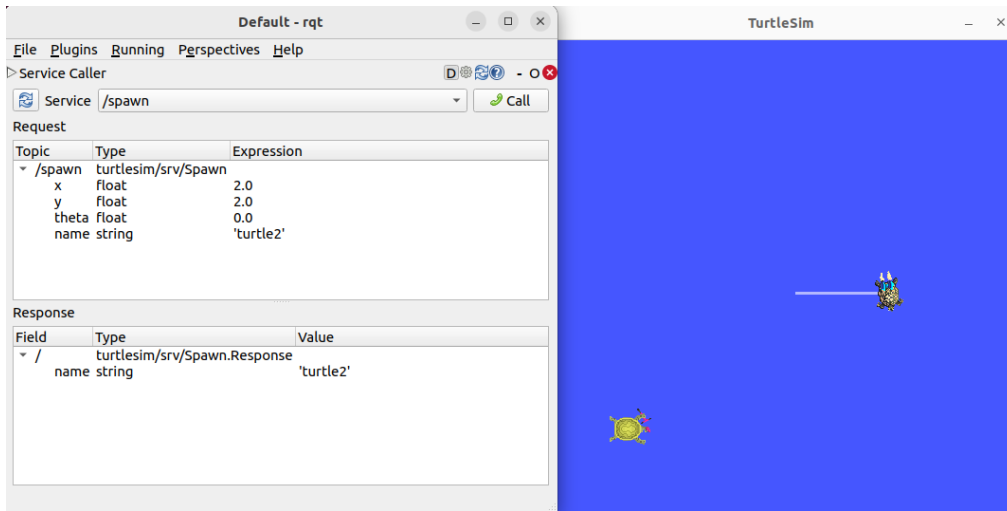 Default - rqt
File Plugins Running Perspectives Help
Service Caller
D - O
Service /spawn Call
Request
Topic Type Expression
/spawn turtlesim/srv/Spawn
x float 2.0
y float 2.0
theta float 0.0
name string 'turtle2'
Response
Field Type Value
/ turtlesim/srv/Spawn.Response
name string 'turtle2'
TurtleSim